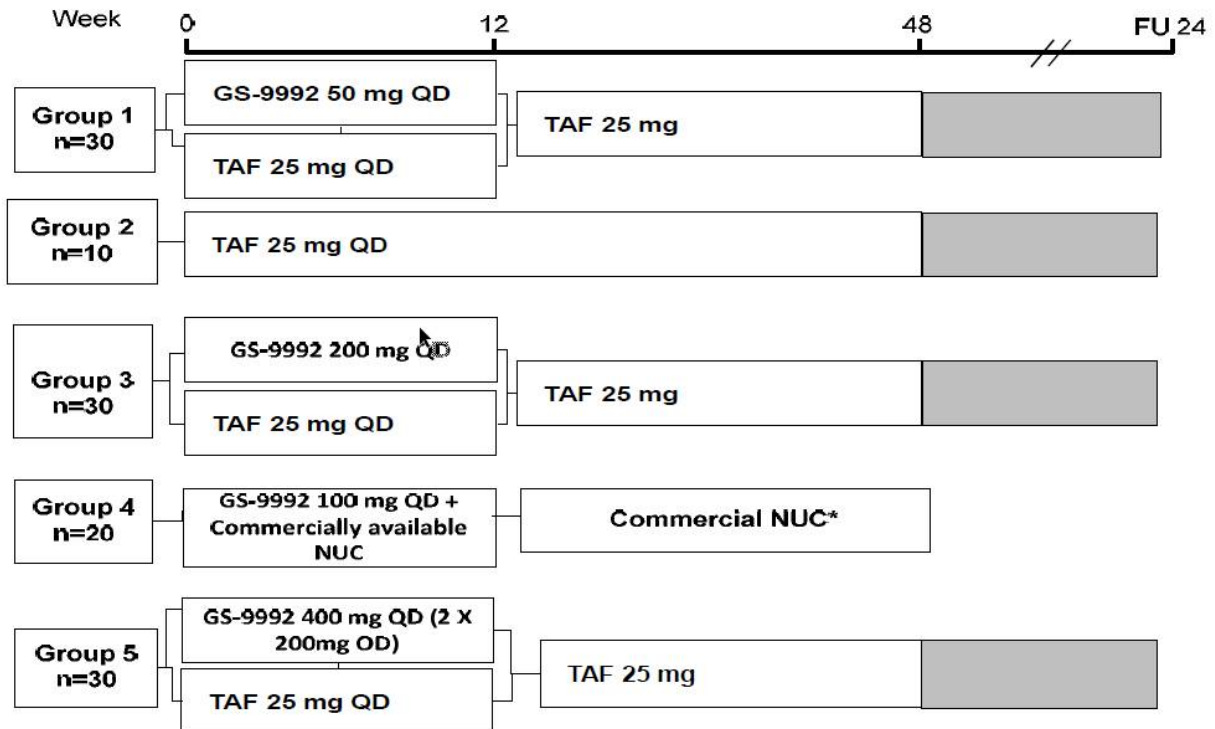 Week
0
12
48
FU 24
Group 1
n=30
GS-9992 50 mg QD
TAF 25 mg QD
TAF 25 mg
Group 2
n=10
TAF 25 mg QD
Group 3
n=30
GS-9992 200 mg QD
TAF 25 mg QD
TAF 25 mg
Group 4
n=20
GS-9992 100 mg QD +
Commercially available
NUC
Commercial NUC*
Group 5
n=30
GS-9992 400 mg QD (2 X
200mg OD)
TAF 25 mg QD
TAF 25 mg